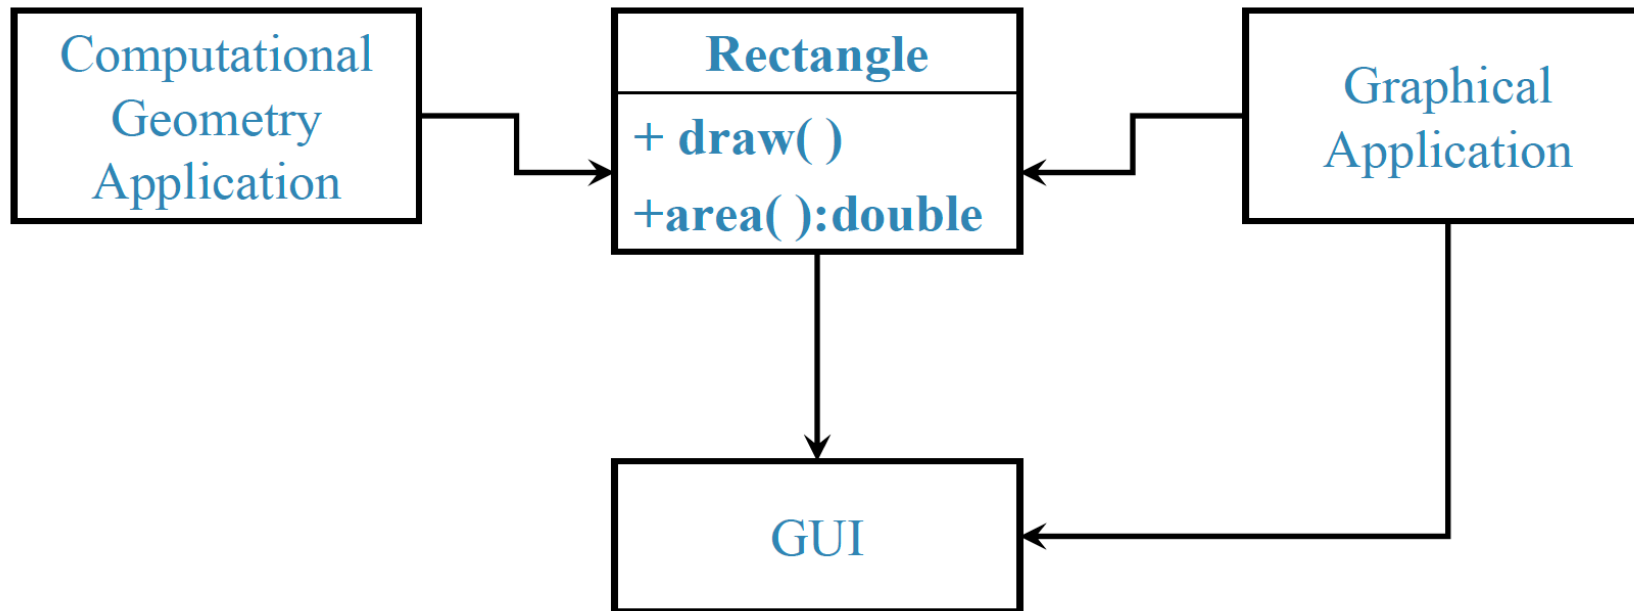 Computational
Geometry
Application
Rectangle
+ draw( )
+area( ):double
Graphical
Application
GUI